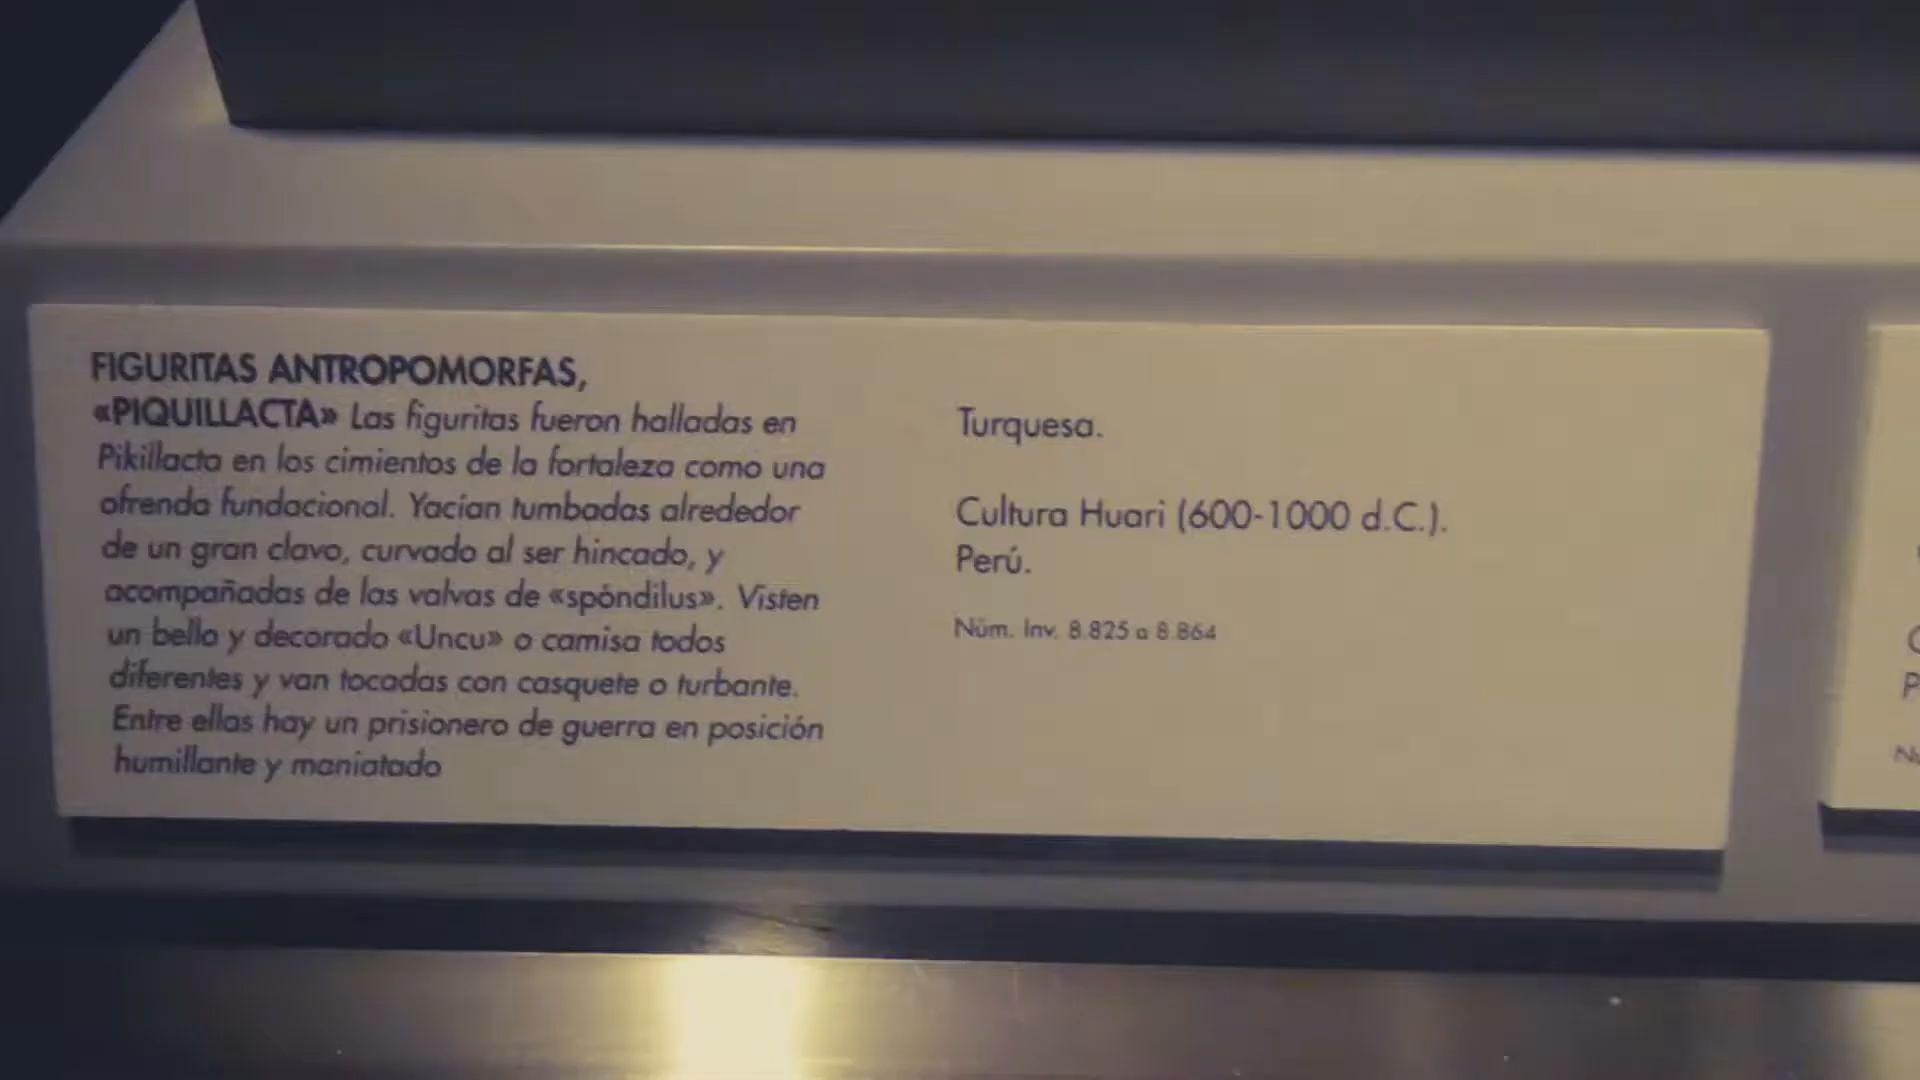 FIGURITAS ANTROPOMORFAS,
«PIQUILLACTA» Las figuritas fueron halladas en
Pikillacta en los cimientos de la fortaleza como una
ofrenda fundacional. Yacían tumbadas alrededor
de un gran clavo, curvado al ser hincado, y
acompañadas de las valvas de «spóndilus». Visten
un bello y decorado «Uncu» o camisa todos
diferentes y van tocadas con casquete o turbante.
Entre ellas hay un prisionero de guerra en posición
humillante y maniatado
Turquesa.
Cultura Huari (600-1000 d.C.).
Perú.
Núm. Inv. 8.825 a 8.864